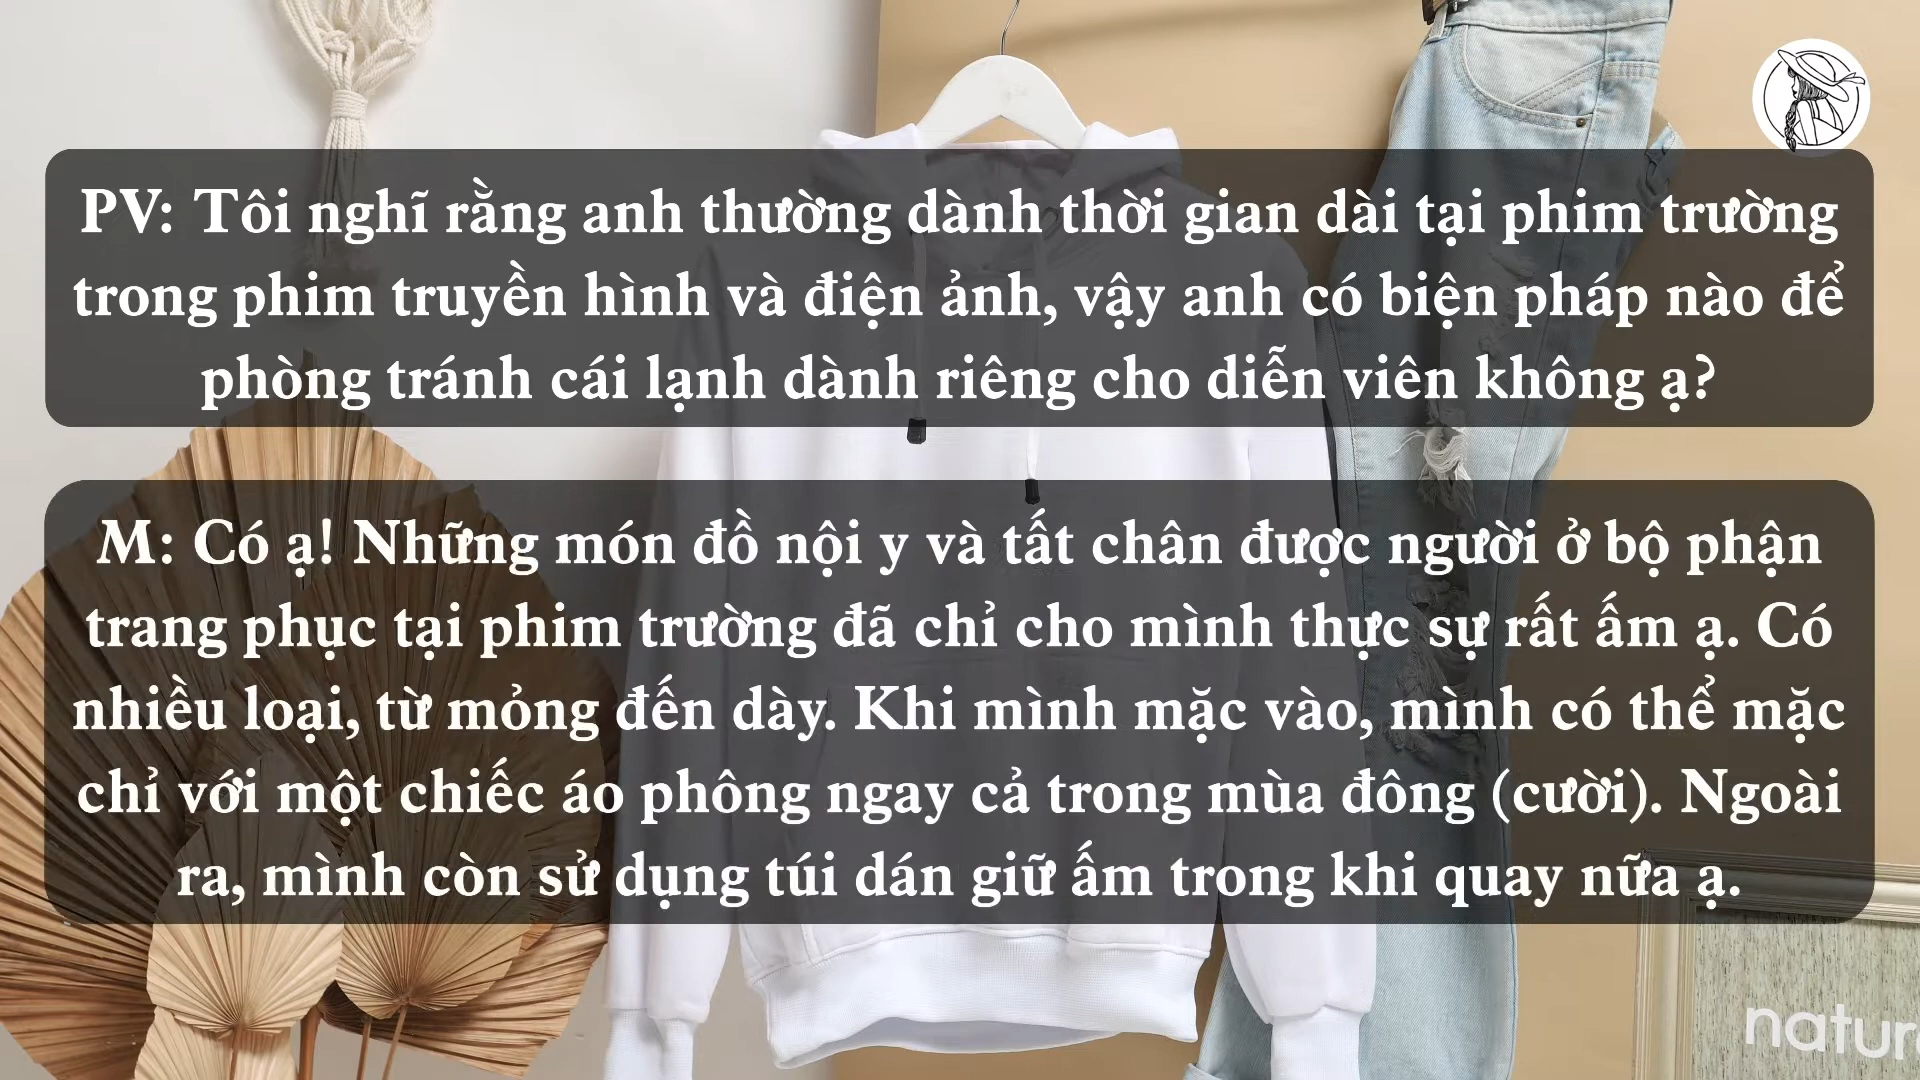 PV: Tôi nghĩ rằng anh thường dành thời gian dài tại phim trường
trong phim truyền hình và điện ảnh, vậy anh có biện pháp nào để
phòng tránh cái lạnh dành riêng cho diễn viên không ạ?
M: Có ạ! Những món đồ nội y và tất chân được người ở bộ phận
trang phục tại phim trường đã chỉ cho mình thực sự rất ấm ạ. Có
nhiều loại, từ mỏng đến dày. Khi mình mặc vào, mình có thể mặc
chỉ với một chiếc áo phông ngay cả trong mùa đông (cười). Ngoài
ra, mình còn sử dụng túi dán giữ ấm trong khi quay nữa ạ.